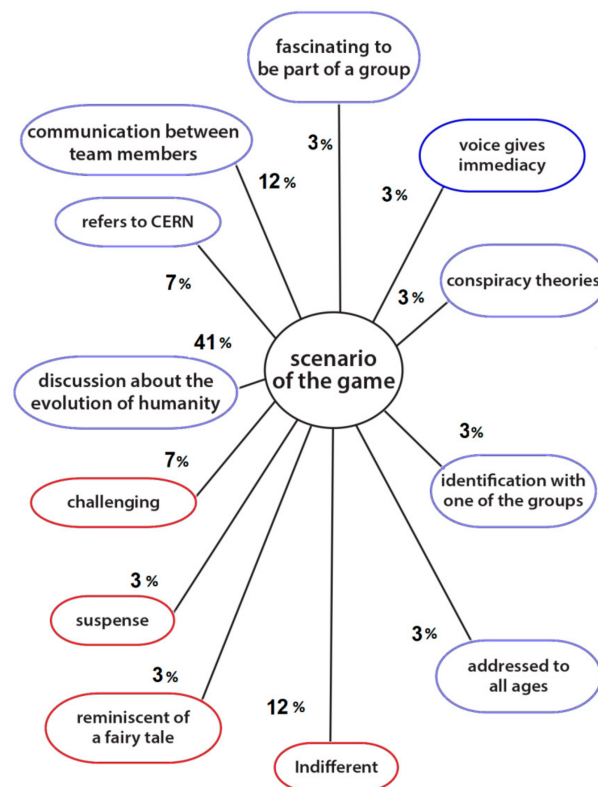 fascinating to
be part of a group
3%
communication between
team members
12%
voice gives
immediacy
3%
refers to CERN
7%
conspiracy theories
3%
scenario
of the game
41%
discussion about the
evolution of humanity
7%
challenging
3%
identification with
one of the groups
3%
suspense
3%
addressed to
all ages
3%
reminiscent of
a fairy tale
12%
Indifferent